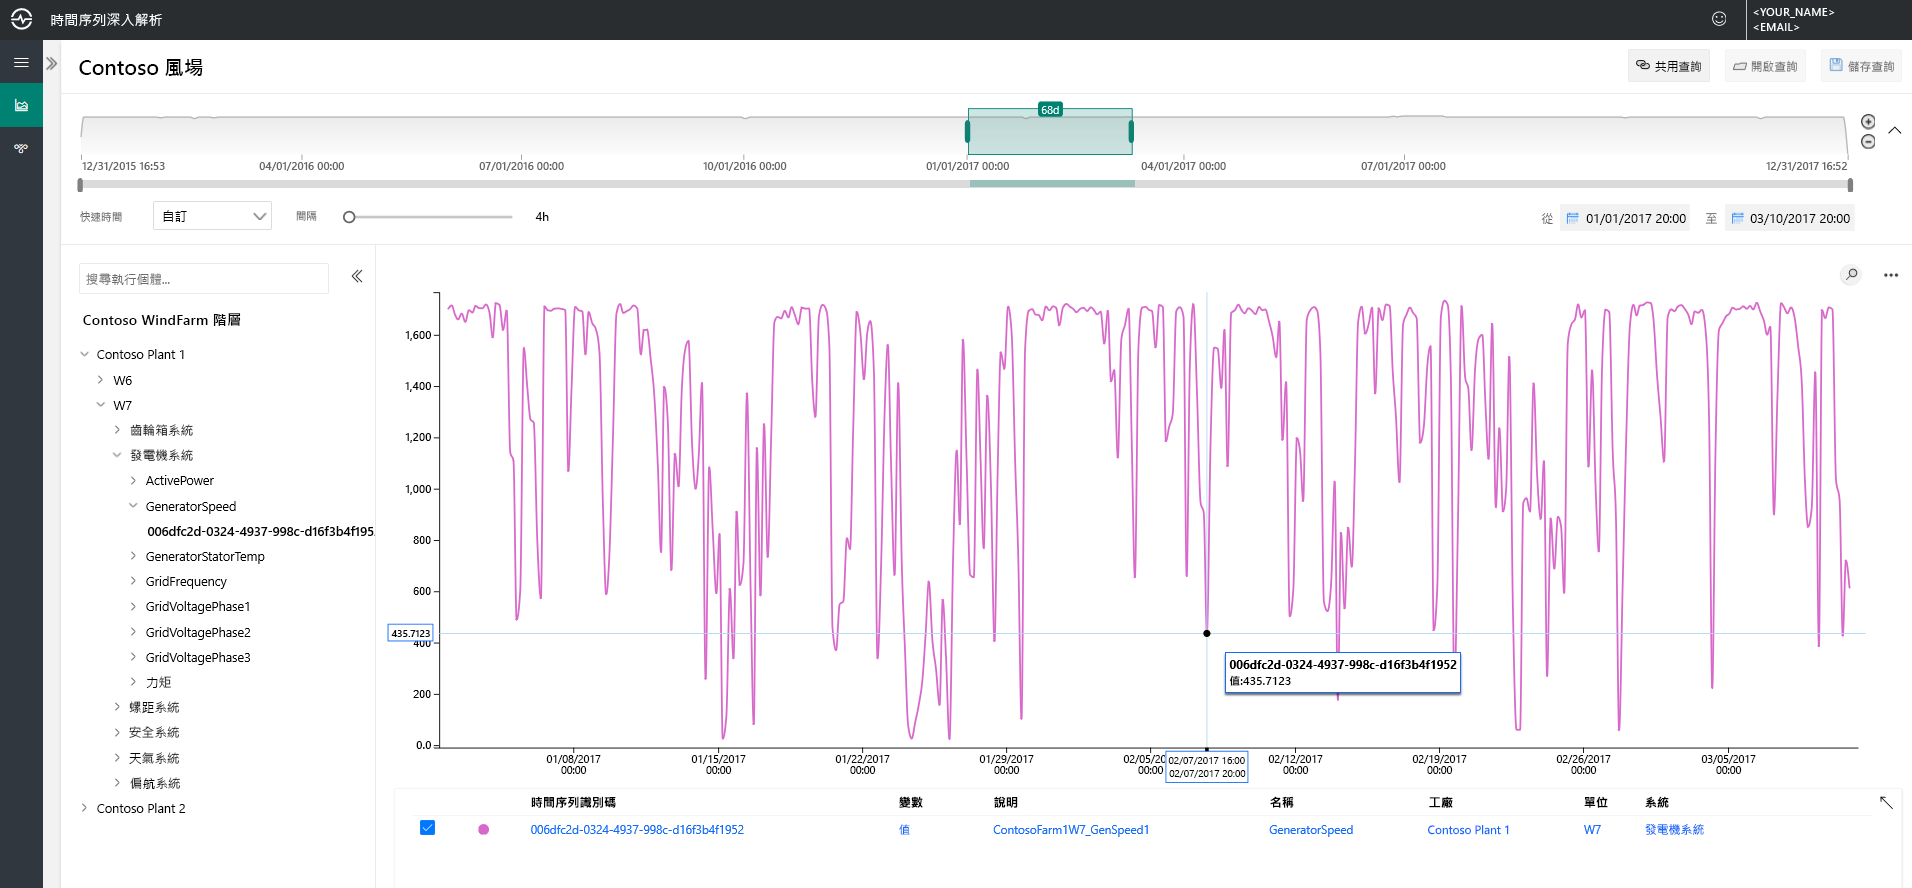 時間序列深入解析
<YOUR_NAME>
<EMAIL>
Contoso 風場
共用查詢
開啟查詢
儲存查詢
68d
12/31/2015 16:53
04/01/2016 00:00
07/01/2016 00:00
10/01/2016 00:00
01/01/2017 00:00
04/01/2017 00:00
07/01/2017 00:00
12/31/2017 16:52
快速時間
自訂
間隔
4h
從
01/01/2017 20:00
至
03/10/2017 20:00
搜尋執行個體...
Contoso WindFarm 階層
Contoso Plant 1
W6
W7
齒輪箱系統
發電機系統
ActivePower
GeneratorSpeed
006dfc2d-0324-4937-998c-d16f3b4f195
GeneratorStatorTemp
GridFrequency
GridVoltagePhase1
GridVoltagePhase2
GridVoltagePhase3
力矩
螺距系統
安全系統
天氣系統
偏航系統
Contoso Plant 2
1,600
1,400
1,200
1,000
800
600
435.7123
400
200
0.0
006dfc2d-0324-4937-998c-d16f3b4f1952
值:435.7123
01/08/2017
00:00
01/15/2017
00:00
01/22/2017
00:00
01/29/2017
00:00
02/05/20
00:00
02/07/2017 16:00
02/07/2017 20:00
02/12/2017
00:00
02/19/2017
00:00
02/26/2017
00:00
03/05/2017
00:00
時間序列識別碼 變數 說明 名稱 工廠 單位 系統
006dfc2d-0324-4937-998c-d16f3b4f1952 值 ContosoFarm1W7_GenSpeed1 GeneratorSpeed Contoso Plant 1 W7 發電機系統